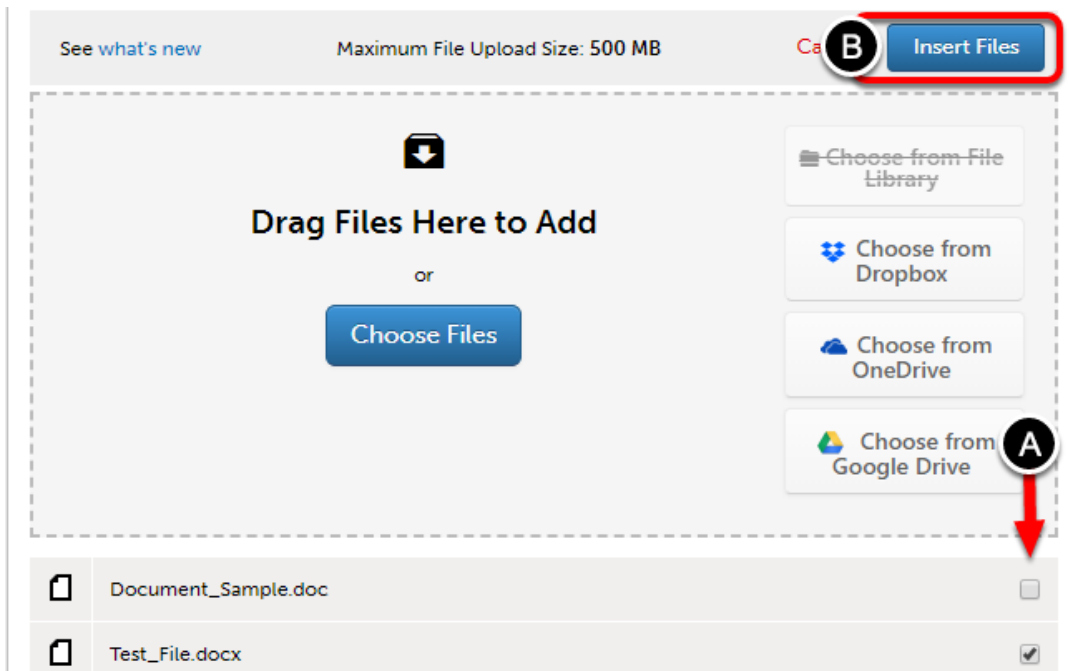 See what's new Maximum File Upload Size: 500 MB Ca B Insert Files
Choose from File
Library
Drag Files Here to Add
Choose from
Dropbox
or
Choose Files
Choose from
OneDrive
Choose from A
Google Drive
Document_Sample.doc
Test_File.docx